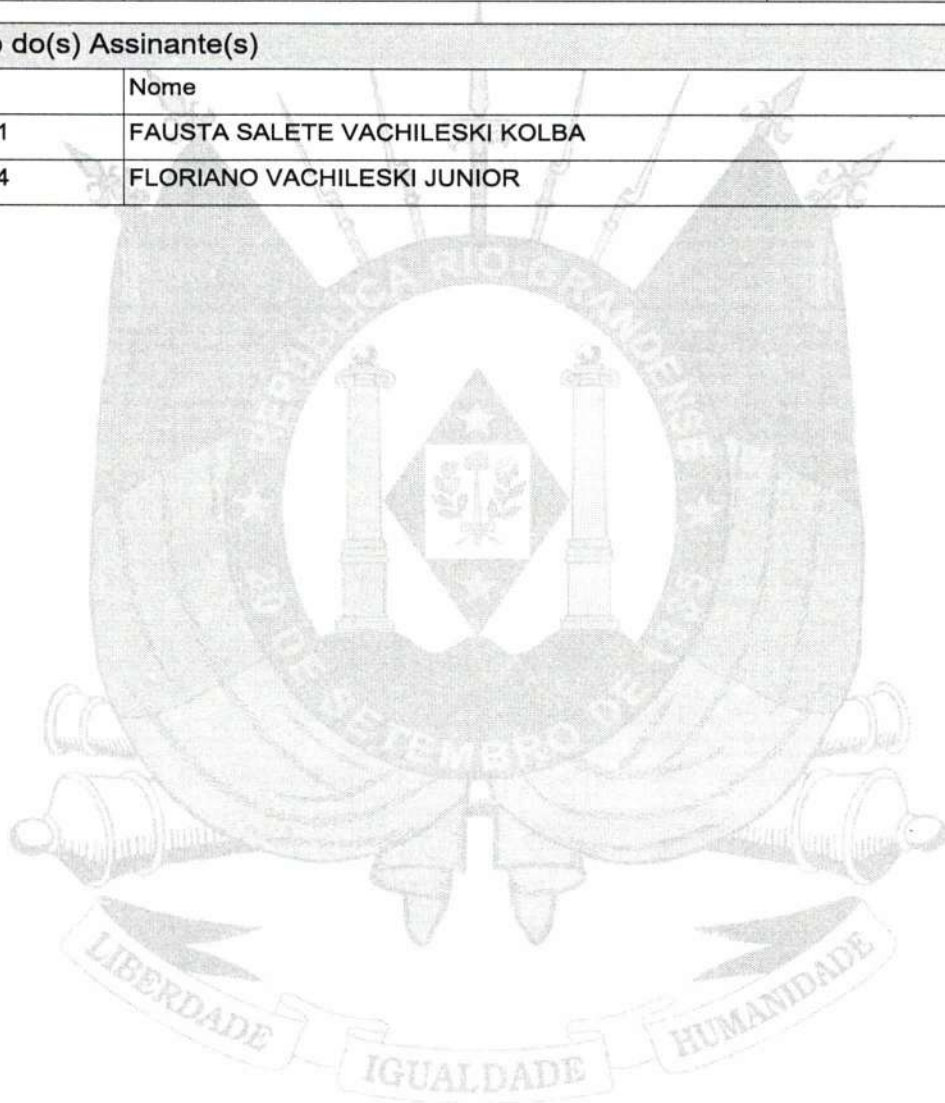 do(s) Assinante(s)
Nome
1 FAUSTA SALETE VACHILESKI KOLBA
4 FLORIANO VACHILESKI JUNIOR
REPÚBLICA RIO-GRANDENSE
20 DE SETEMBRO DE 1835
LIBERDADE IGUALDADE HUMANIDADE